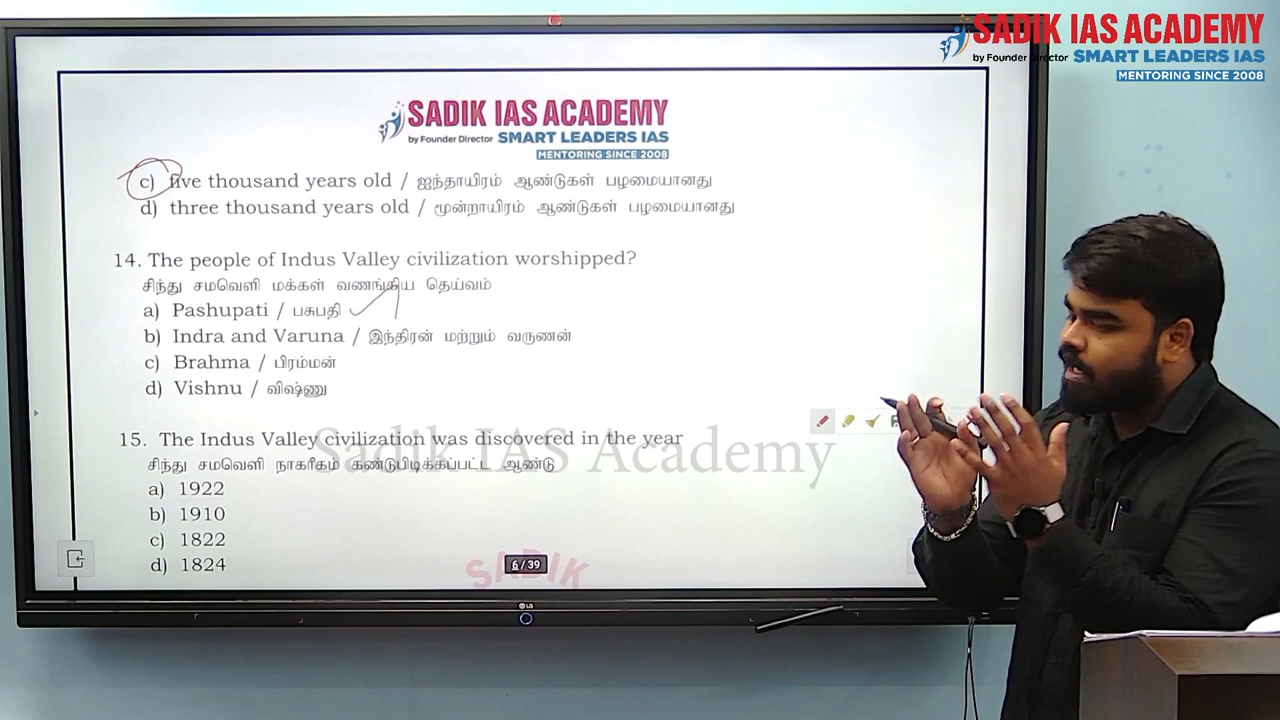 SADIK IAS ACADEMY
by Founder Director SMART LEADERS IAS
MENTORING SINCE 2008
SADIK IAS ACADEMY
by Founder Director SMART LEADERS IAS
MENTORING SINCE 2008
c) five thousand years old / ஐந்தாயிரம் ஆண்டுகள் பழமையானது
d) three thousand years old / மூன்றாயிரம் ஆண்டுகள் பழமையானது
14. The people of Indus Valley civilization worshipped?
சிந்து சமவெளி மக்கள் வணங்கிய தெய்வம்
a) Pashupati / பசுபதி
b) Indra and Varuna / இந்திரன் மற்றும் வருணன்
c) Brahma / பிரம்மன்
d) Vishnu / விஷ்ணு
15. The Indus Valley civilization was discovered in the year
Sadik IAS Academy
சிந்து சமவெளி நாகரீகம் கண்டுபிடிக்கப்பட்ட ஆண்டு
a) 1922
b) 1910
c) 1822
d) 1824
SADIK
6 / 39
LG